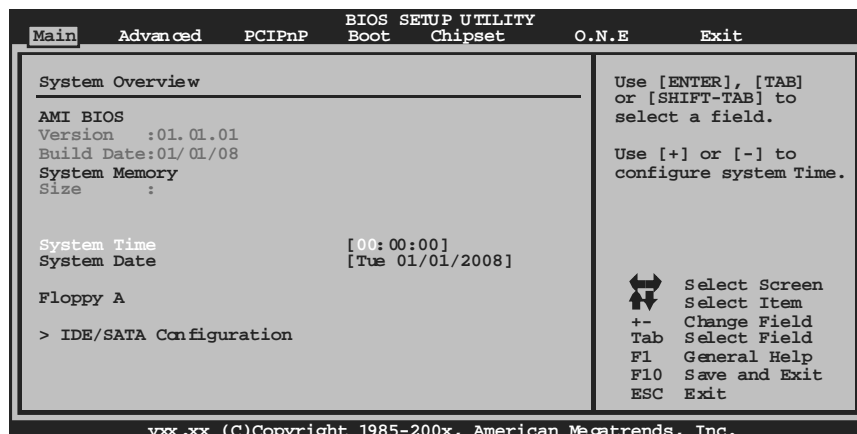 BIOS SETUP UTILITY
Main Advanced PCIPnP Boot Chipset O.N.E Exit
System Overview
AMI BIOS
Version :01.01.01
Build Date:01/01/08
System Memory
Size :
System Time [00:00:00]
System Date [Tue 01/01/2008]
Floppy A
> IDE/SATA Configuration
Use [ENTER], [TAB]
or [SHIFT-TAB] to
select a field.
Use [+] or [-] to
configure system Time.
Select Screen
Select Item
+- Change Field
Tab Select Field
F1 General Help
F10 Save and Exit
ESC Exit
vxx.xx (C)Copyright 1985-200x, American Megatrends, Inc.